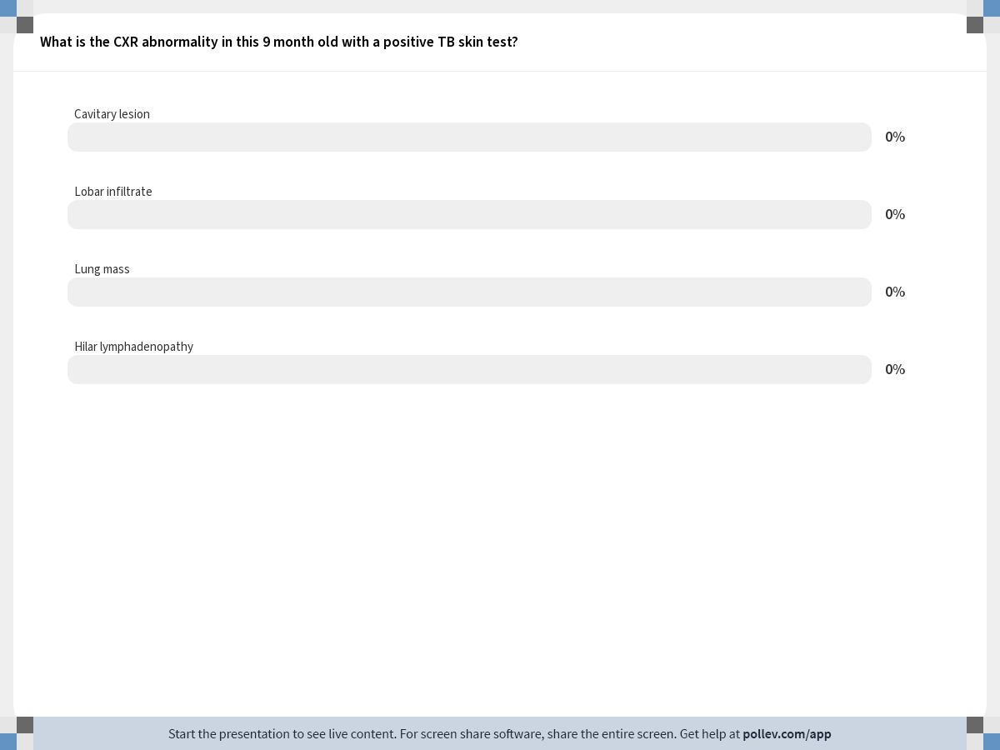 What is the CXR abnormality in this 9 month old with a positive TB skin test?
Cavitary lesion
0%
Lobar infiltrate
0%
Lung mass
0%
Hilar lymphadenopathy
0%
Start the presentation to see live content. For screen share software, share the entire screen. Get help at pollev.com/app